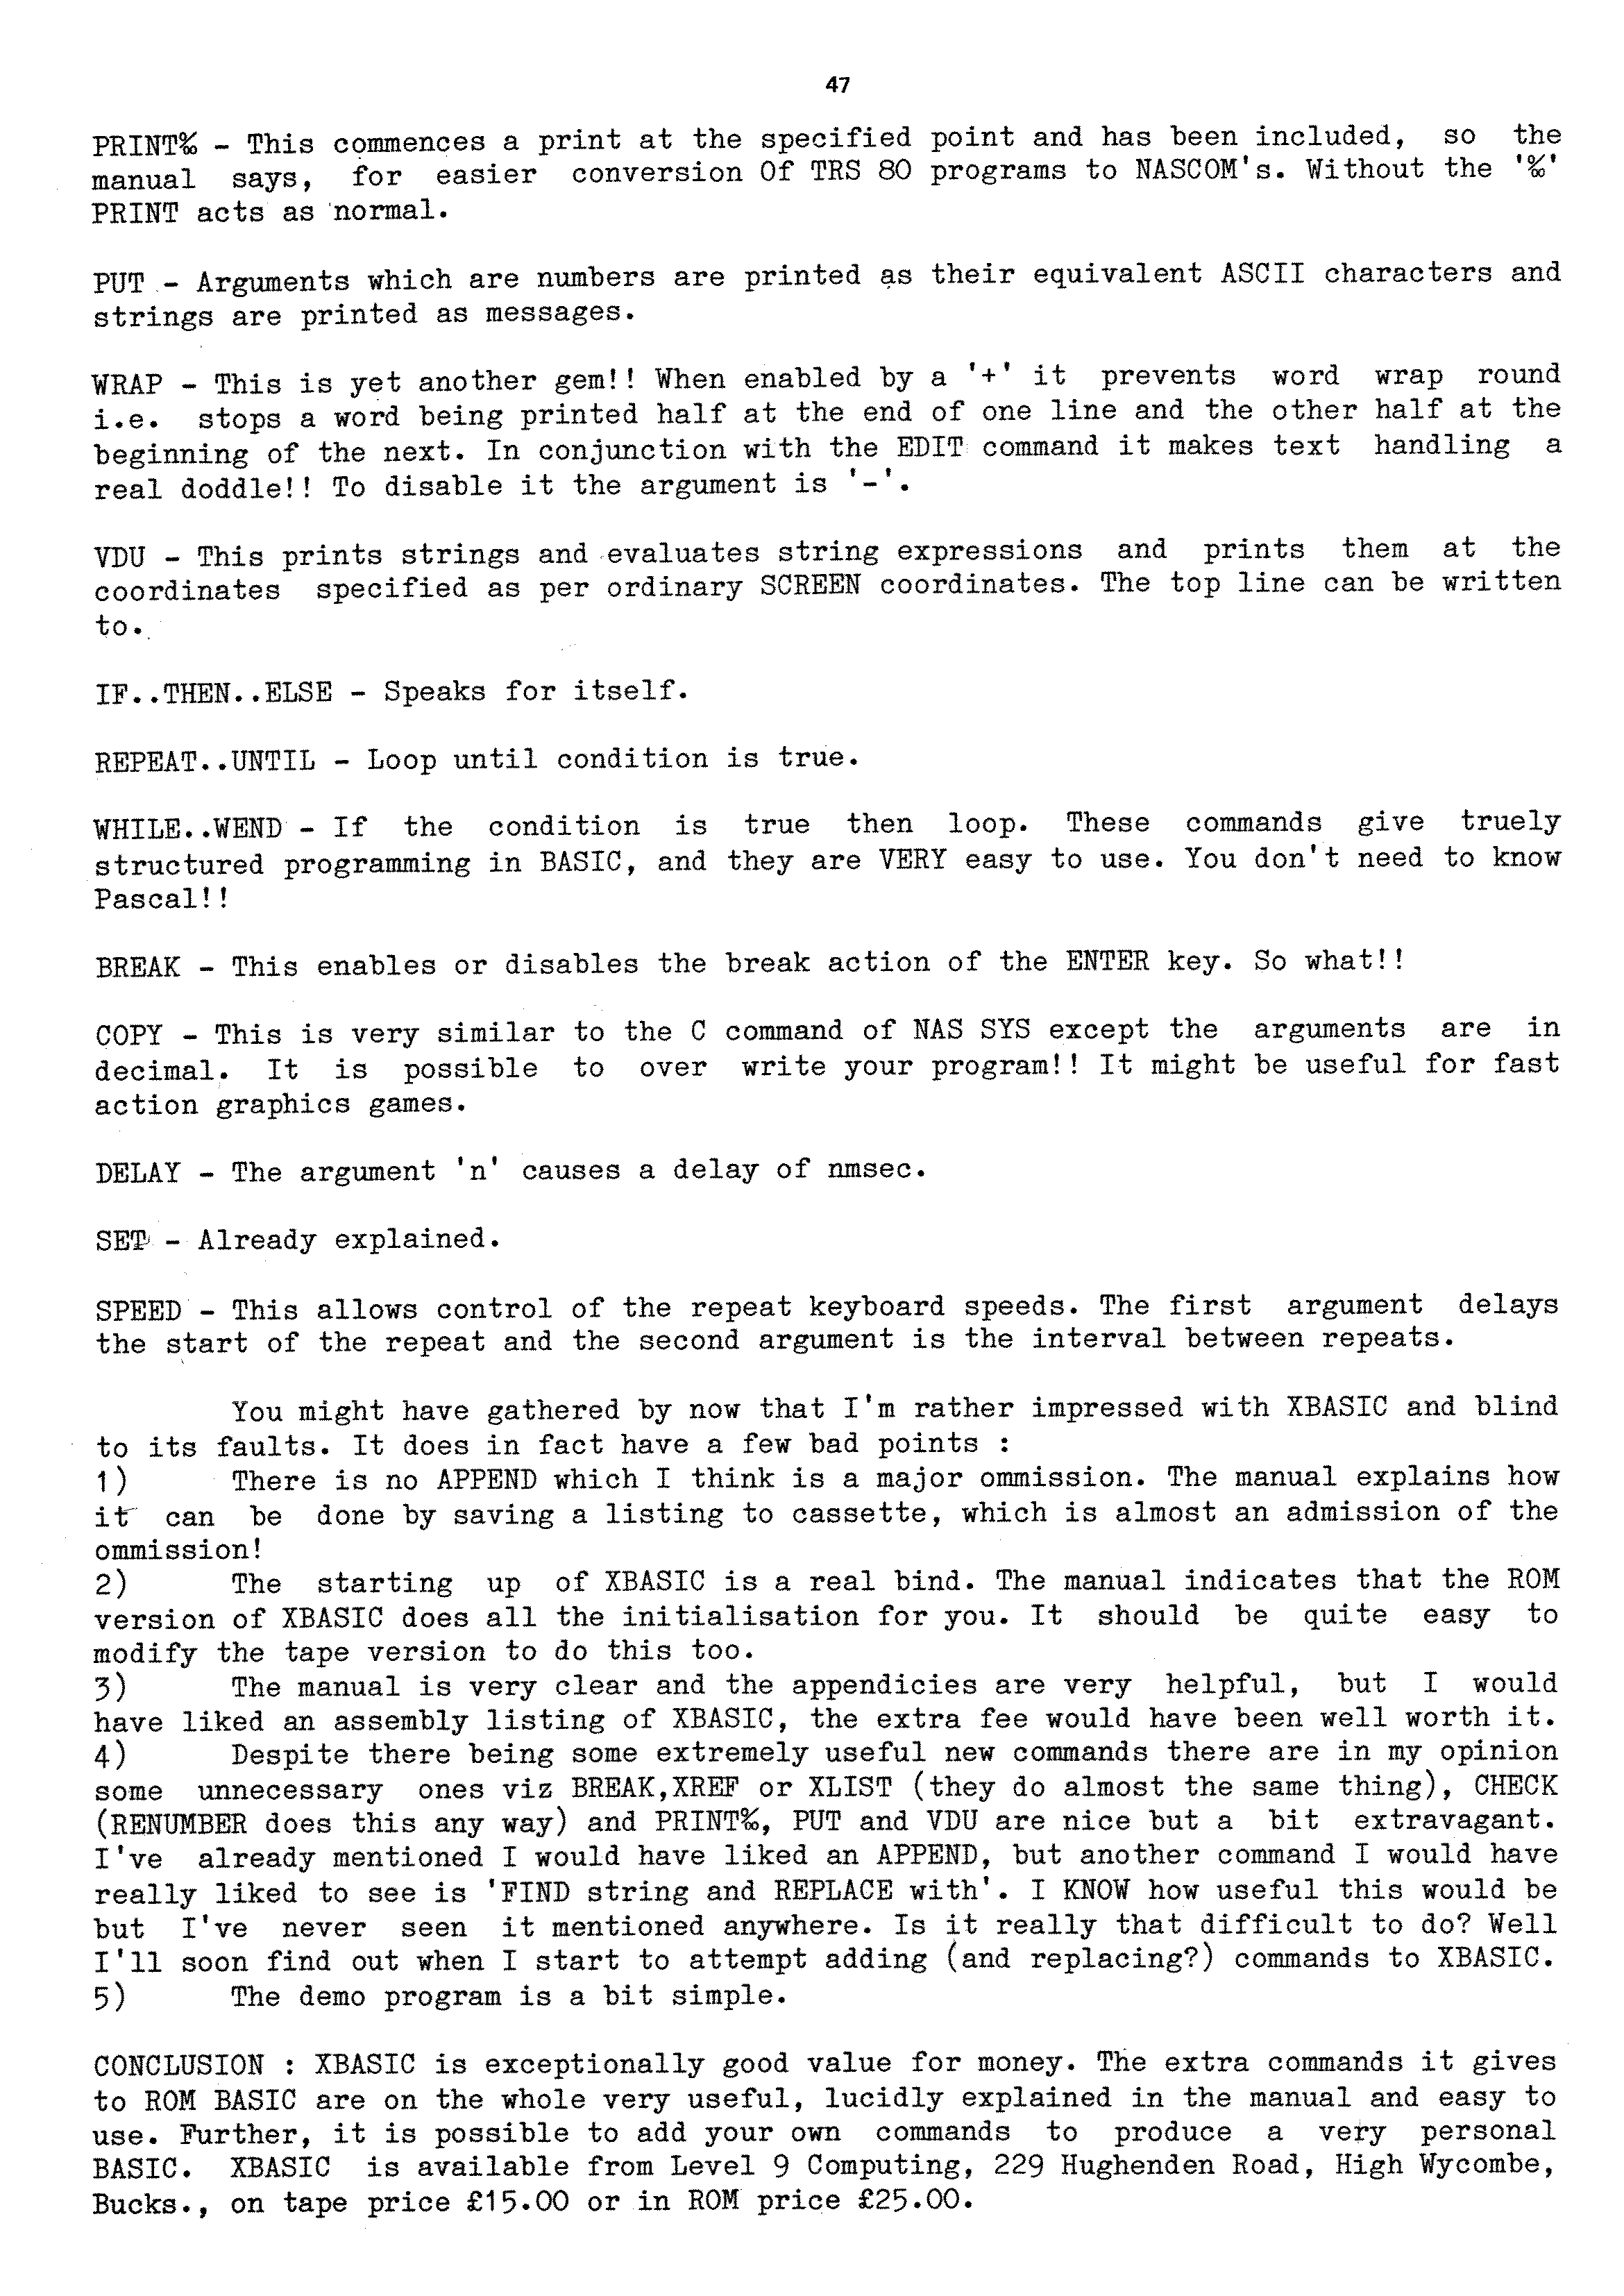 47
PRINT% - This commences a print at the specified point and has been included, so the
manual says, for easier conversion Of TRS 80 programs to NASCOM's. Without the '%'
PRINT acts as normal.
PUT - Arguments which are numbers are printed as their equivalent ASCII characters and
strings are printed as messages.
WRAP - This is yet another gem!! When enabled by a '+' it prevents word wrap round
i.e. stops a word being printed half at the end of one line and the other half at the
beginning of the next. In conjunction with the EDIT command it makes text handling a
real doddle!! To disable it the argument is '-'.
VDU - This prints strings and evaluates string expressions and prints them at the
coordinates specified as per ordinary SCREEN coordinates. The top line can be written
to.
IF..THEN..ELSE - Speaks for itself.
REPEAT..UNTIL - Loop until condition is true.
WHILE..WEND - If the condition is true then loop. These commands give truely
structured programming in BASIC, and they are VERY easy to use. You don't need to know
Pascal!!
BREAK - This enables or disables the break action of the ENTER key. So what!!
COPY - This is very similar to the C command of NAS SYS except the arguments are in
decimal. It is possible to over write your program!! It might be useful for fast
action graphics games.
DELAY - The argument 'n' causes a delay of nmsec.
SET - Already explained.
SPEED - This allows control of the repeat keyboard speeds. The first argument delays
the start of the repeat and the second argument is the interval between repeats.
You might have gathered by now that I'm rather impressed with XBASIC and blind
to its faults. It does in fact have a few bad points :
1) There is no APPEND which I think is a major ommission. The manual explains how
it can be done by saving a listing to cassette, which is almost an admission of the
ommission!
2) The starting up of XBASIC is a real bind. The manual indicates that the ROM
version of XBASIC does all the initialisation for you. It should be quite easy to
modify the tape version to do this too.
3) The manual is very clear and the appendicies are very helpful, but I would
have liked an assembly listing of XBASIC, the extra fee would have been well worth it.
4) Despite there being some extremely useful new commands there are in my opinion
some unnecessary ones viz BREAK,XREF or XLIST (they do almost the same thing), CHECK
(RENUMBER does this any way) and PRINT%, PUT and VDU are nice but a bit extravagant.
I've already mentioned I would have liked an APPEND, but another command I would have
really liked to see is 'FIND string and REPLACE with'. I KNOW how useful this would be
but I've never seen it mentioned anywhere. Is it really that difficult to do? Well
I'll soon find out when I start to attempt adding (and replacing?) commands to XBASIC.
5) The demo program is a bit simple.
CONCLUSION : XBASIC is exceptionally good value for money. The extra commands it gives
to ROM BASIC are on the whole very useful, lucidly explained in the manual and easy to
use. Further, it is possible to add your own commands to produce a very personal
BASIC. XBASIC is available from Level 9 Computing, 229 Hughenden Road, High Wycombe,
Bucks., on tape price £15.00 or in ROM price £25.00.